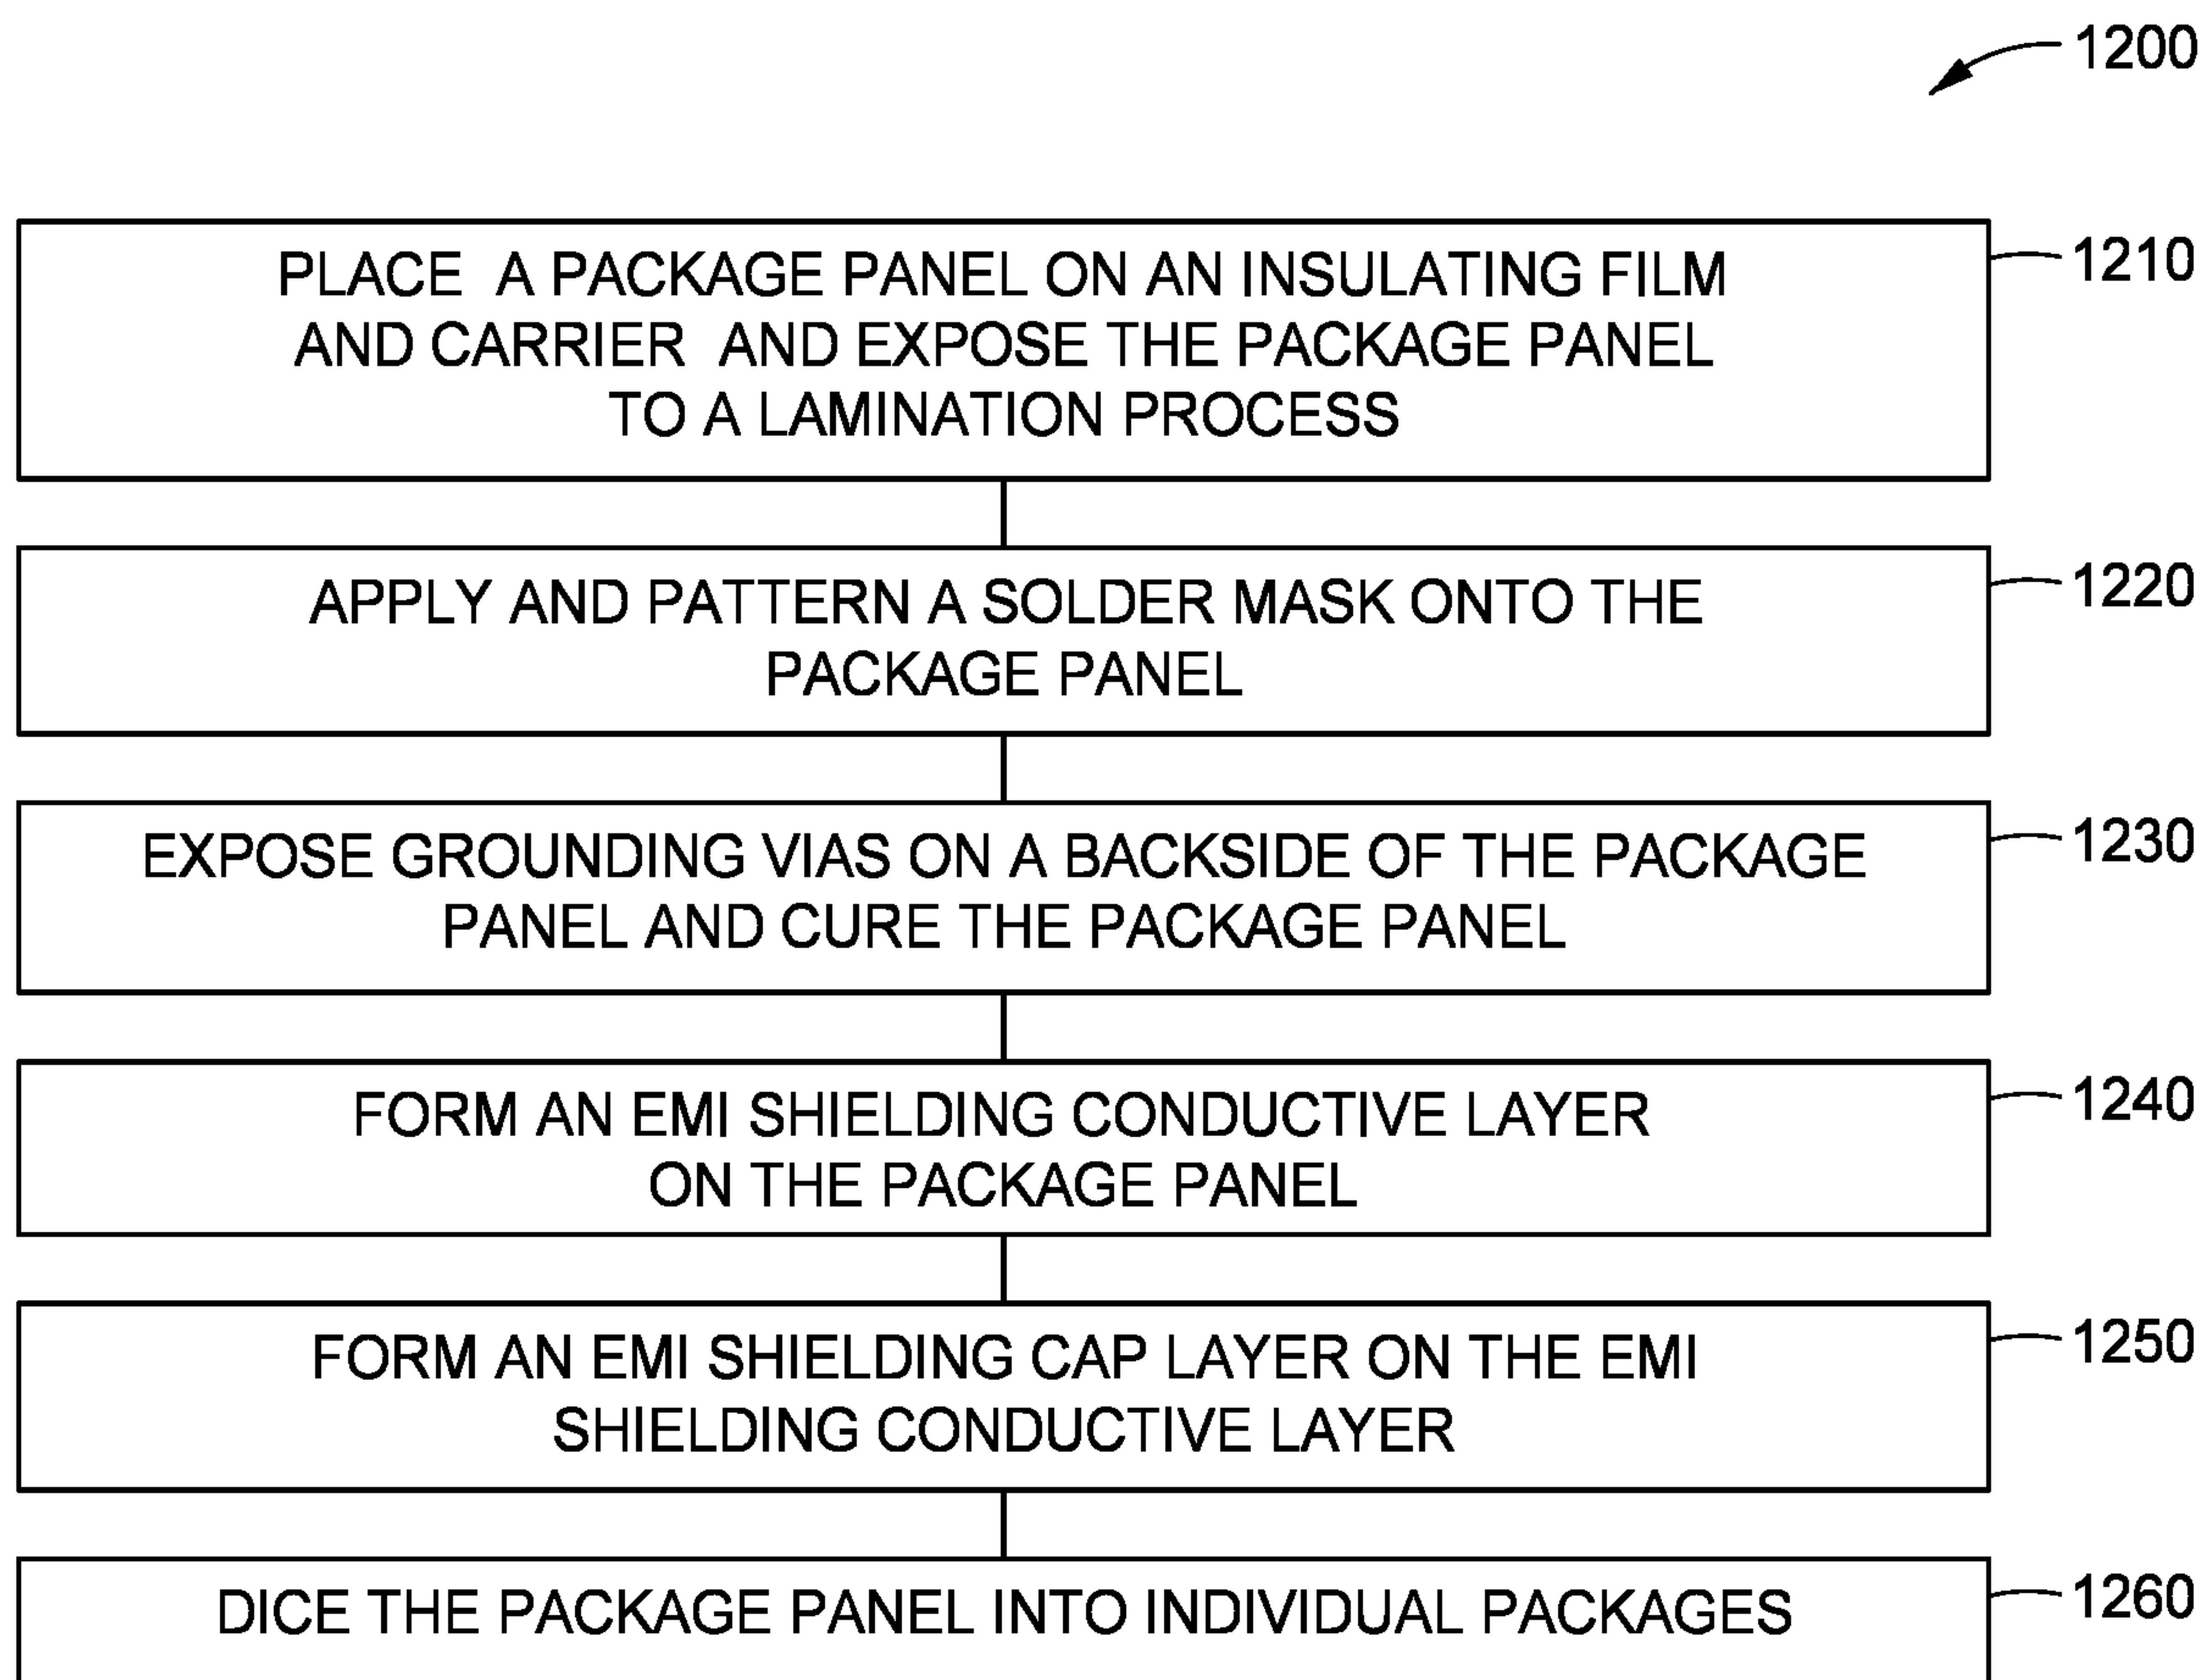 1200
PLACE A PACKAGE PANEL ON AN INSULATING FILM
AND CARRIER AND EXPOSE THE PACKAGE PANEL
TO A LAMINATION PROCESS
1210
APPLY AND PATTERN A SOLDER MASK ONTO THE
PACKAGE PANEL
1220
EXPOSE GROUNDING VIAS ON A BACKSIDE OF THE PACKAGE
PANEL AND CURE THE PACKAGE PANEL
1230
FORM AN EMI SHIELDING CONDUCTIVE LAYER
ON THE PACKAGE PANEL
1240
FORM AN EMI SHIELDING CAP LAYER ON THE EMI
SHIELDING CONDUCTIVE LAYER
1250
DICE THE PACKAGE PANEL INTO INDIVIDUAL PACKAGES
1260